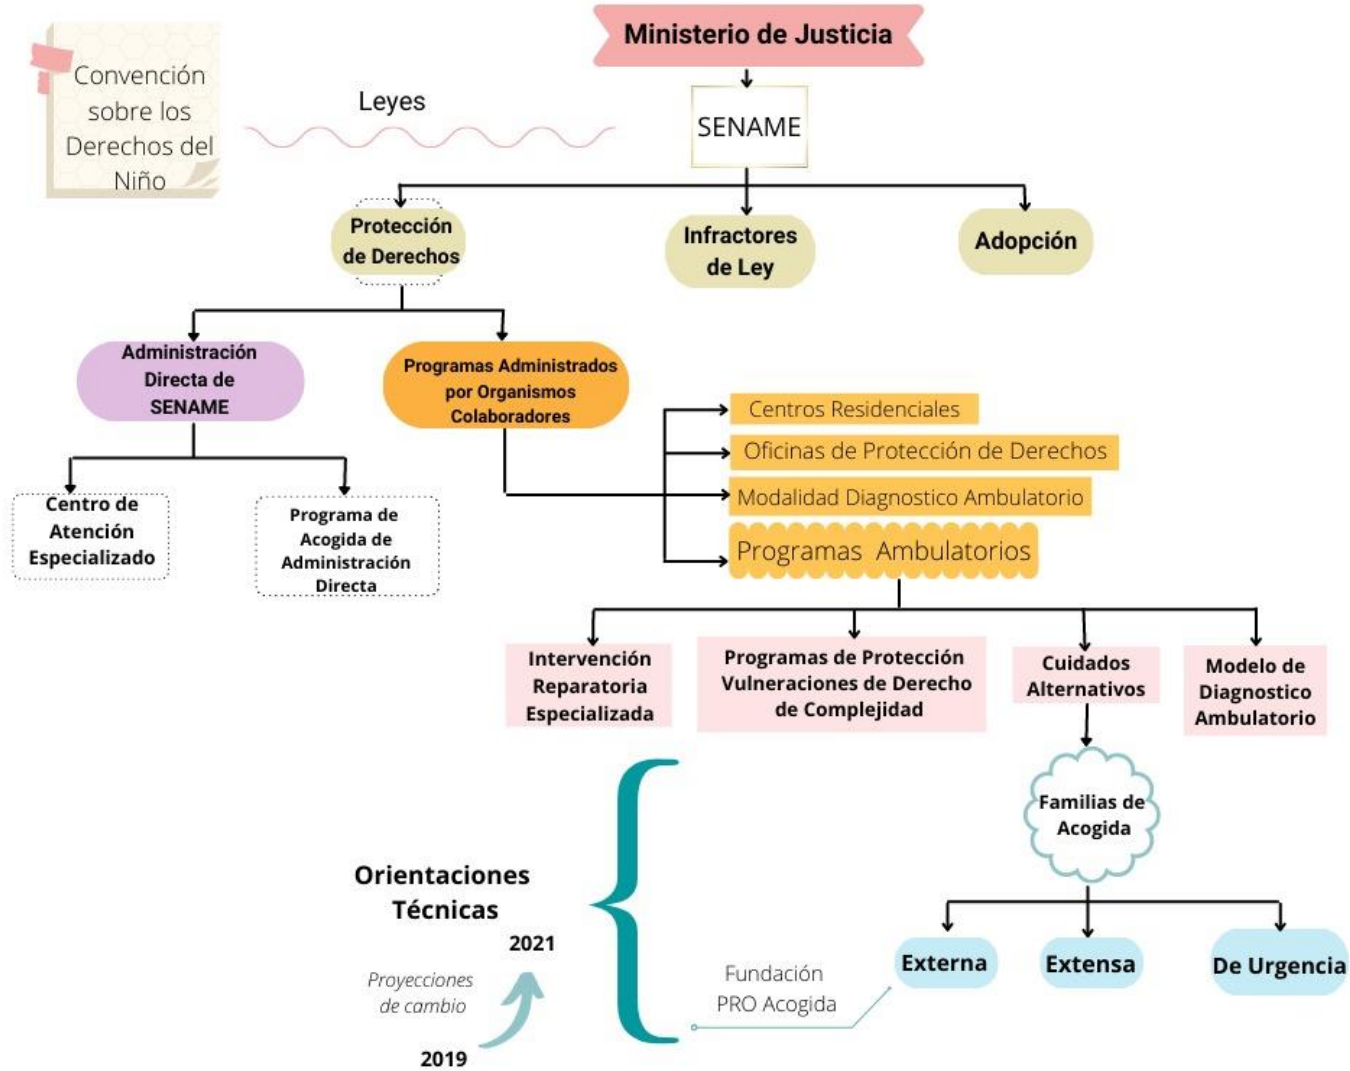 Ministerio de Justicia
Convención
sobre los
Derechos del
Niño
Leyes
SENAME
Protección
de Derechos
Infractores
de Ley
Adopción
Administración
Directa de
SENAME
Programas Administrados
por Organismos
Colaboradores
Centros Residenciales
Oficinas de Protección de Derechos
Modalidad Diagnostico Ambulatorio
Programas Ambulatorios
Centro de
Atención
Especializado
Programa de
Acogida de
Administración
Directa
Intervención
Reparatoria
Especializada
Programas de Protección
Vulneraciones de Derecho
de Complejidad
Cuidados
Alternativos
Modelo de
Diagnostico
Ambulatorio
Familias de
Acogida
Orientaciones
Técnicas
2021
Proyecciones
de cambio
2019
Fundación
PRO Acogida
Externa
Extensa
De Urgencia